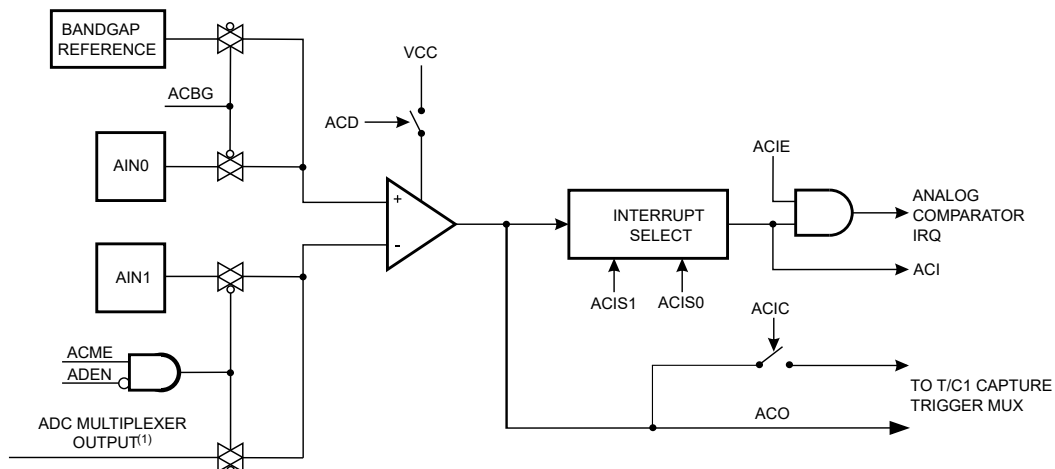 BANDGAP
REFERENCE
VCC
ACBG
ACD
AIN0
ACIE
+
-
INTERRUPT
SELECT
ANALOG
COMPARATOR
IRQ
AIN1
ACI
ACIS1
ACIS0
ACIC
ACME
ADEN
TO T/C1 CAPTURE
TRIGGER MUX
ADC MULTIPLEXER
OUTPUT(1)
ACO